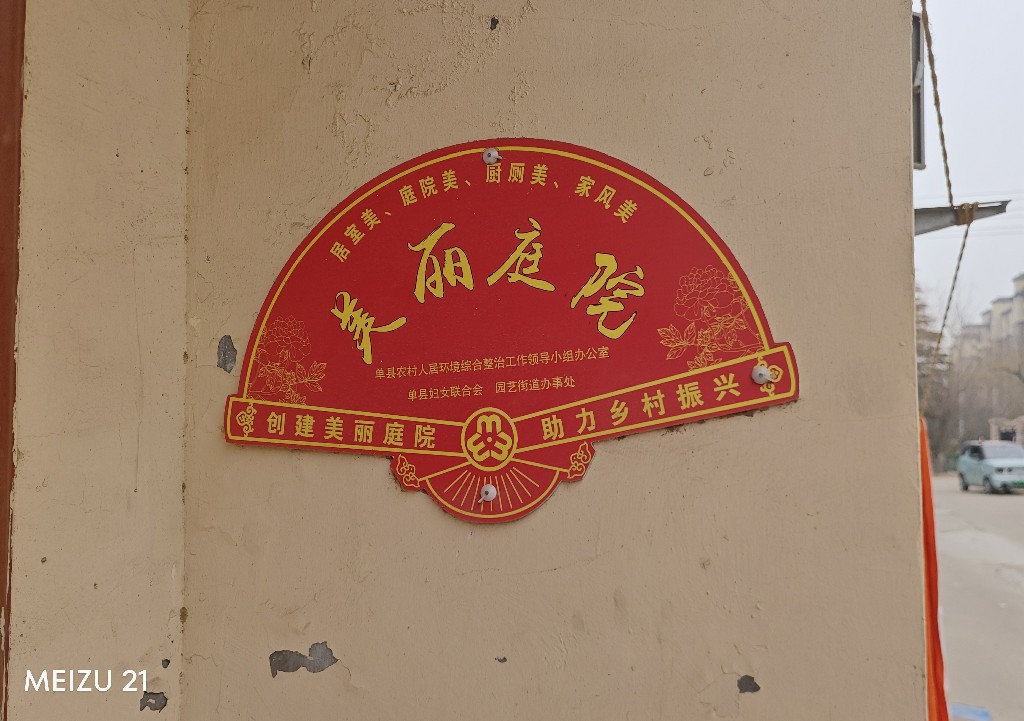 居室美、庭院美、厨厕美、家风美
美丽庭院
单县农村人居环境综合整治工作领导小组办公室
单县妇女联合会 园艺街道办事处
创建美丽庭院 助力乡村振兴
MEIZU 21